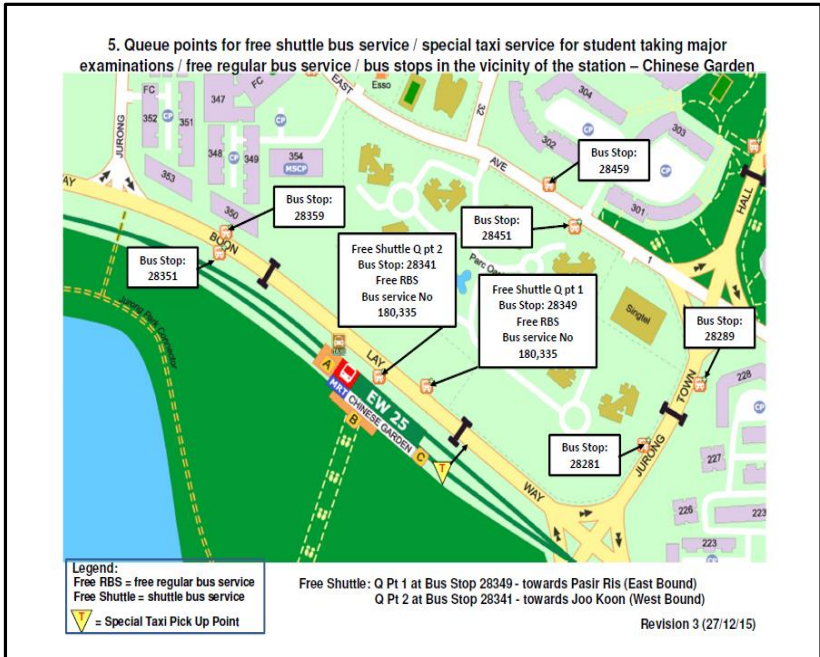 5. Queue points for free shuttle bus service / special taxi service for student taking major
examinations / free regular bus service / bus stops in the vicinity of the station – Chinese Garden
FC
352
351
347
FC
CP
348
CP
349
354
MSCP
353
350
JURONG
EAST
Esso
32
AVE
304
302
303
CP
301
HALL
1
WAY
BOON
LAY
WAY
Bus Stop:
28459
Bus Stop:
28359
Bus Stop:
28451
Bus Stop:
28351
Free Shuttle Q pt 2
Bus Stop: 28341
Free RBS
Bus service No
180,335
Free Shuttle Q pt 1
Bus Stop: 28349
Free RBS
Bus service No
180,335
Singtel
Bus Stop:
28289
Bus Stop:
28281
TOWN
JURONG
228
CP
227
226
223
223
Jurong Park Connector
A
MRT CHINESE GARDEN
EW 25
B
C
T
Legend:
Free RBS = free regular bus service
Free Shuttle = shuttle bus service
T = Special Taxi Pick Up Point
Free Shuttle: Q Pt 1 at Bus Stop 28349 - towards Pasir Ris (East Bound)
Q Pt 2 at Bus Stop 28341 - towards Joo Koon (West Bound)
Revision 3 (27/12/15)